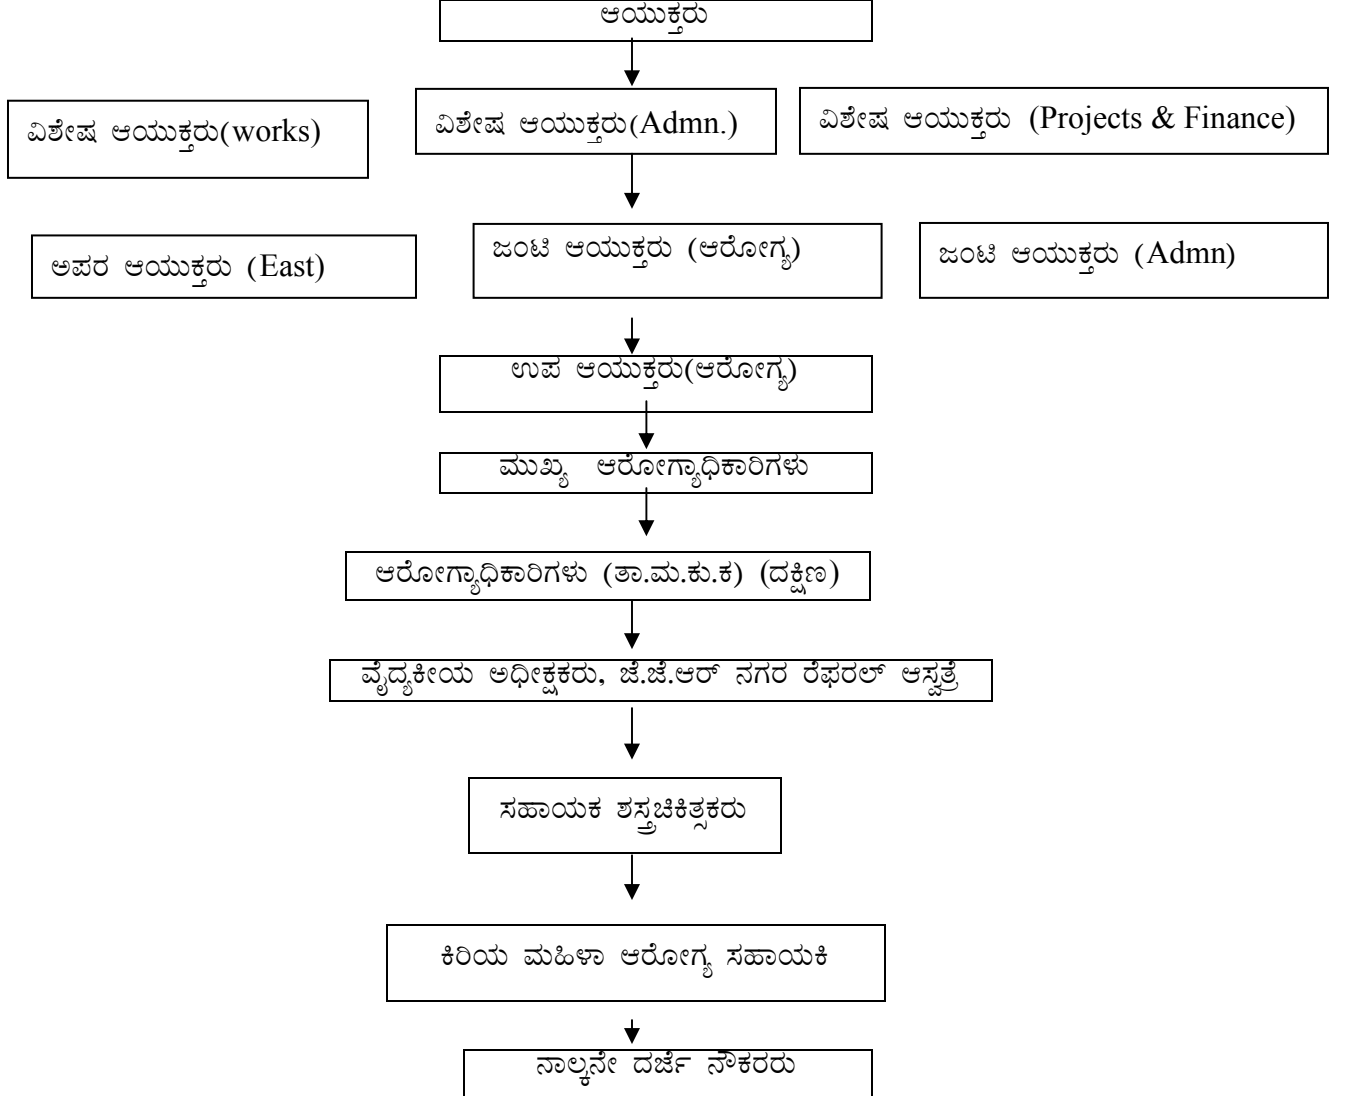 ಆಯುಕ್ತರು
ವಿಶೇಷ ಆಯುಕ್ತರು(works)
ವಿಶೇಷ ಆಯುಕ್ತರು(Admn.)
ವಿಶೇಷ ಆಯುಕ್ತರು (Projects & Finance)
ಅಪರ ಆಯುಕ್ತರು (East)
ಜಂಟಿ ಆಯುಕ್ತರು (ಆರೋಗ್ಯ)
ಜಂಟಿ ಆಯುಕ್ತರು (Admn)
ಉಪ ಆಯುಕ್ತರು(ಆರೋಗ್ಯ)
ಮುಖ್ಯ ಆರೋಗ್ಯಾಧಿಕಾರಿಗಳು
ಆರೋಗ್ಯಾಧಿಕಾರಿಗಳು (ತಾ.ಮ.ಕು.ಕ) (ದಕ್ಷಿಣ)
ವೈದ್ಯಕೀಯ ಅಧೀಕ್ಷಕರು, ಜೆ.ಜೆ.ಆರ್ ನಗರ ರೆಫರಲ್ ಆಸ್ವತ್ರೆ
ಸಹಾಯಕ ಶಸ್ತ್ರಚಿಕಿತ್ಸಕರು
ಕಿರಿಯ ಮಹಿಳಾ ಆರೋಗ್ಯ ಸಹಾಯಕಿ
ನಾಲ್ಕನೇ ದರ್ಜೆ ನೌಕರರು